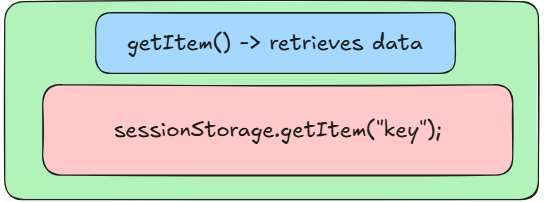 getItem() -> retrieves data
sessionStorage.getItem("key");